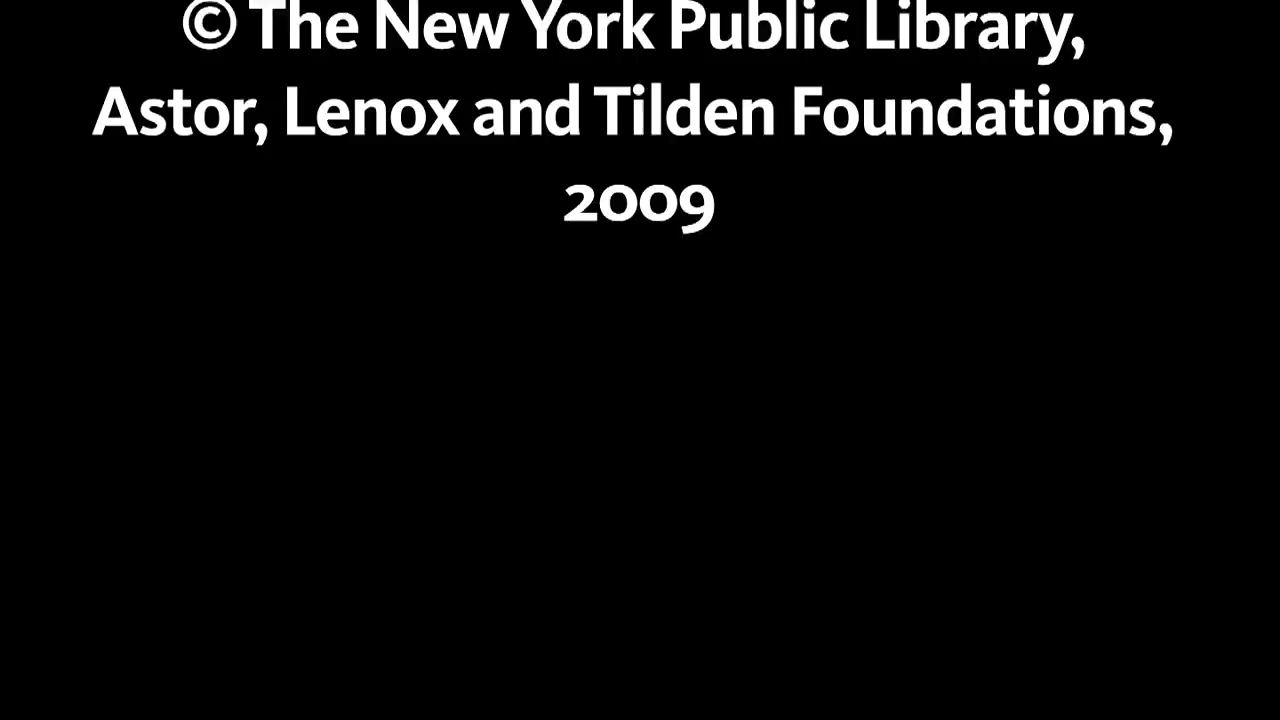 © The New York Public Library,
Astor, Lenox and Tilden Foundations,
2009